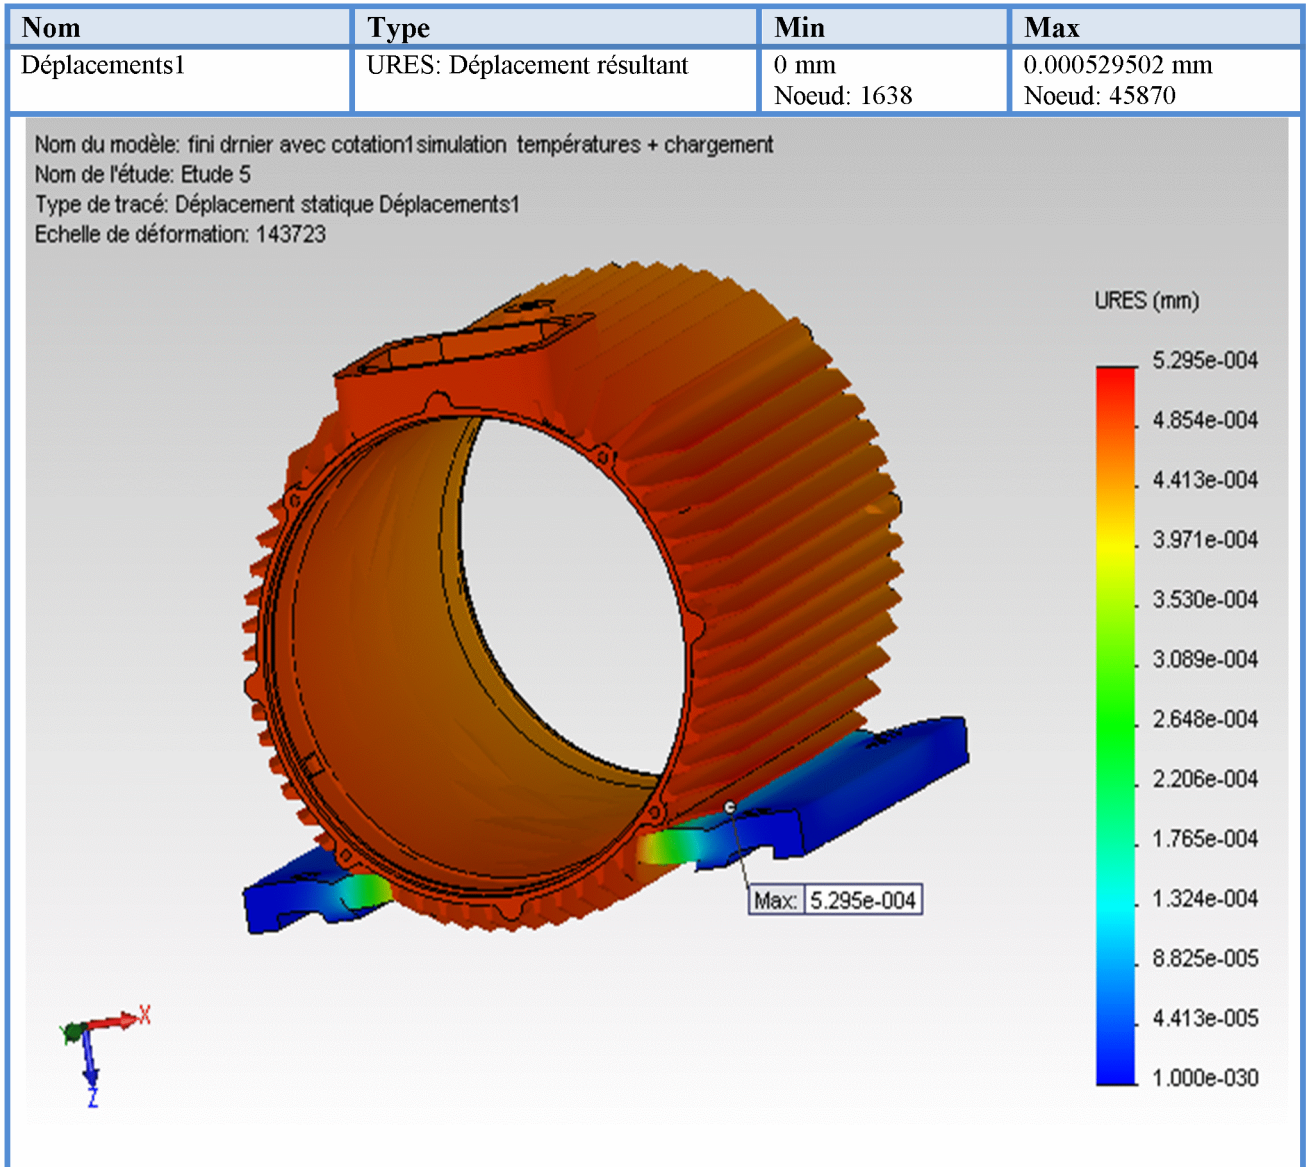 Nom Type Min Max
Déplacements1 URES: Déplacement résultant 0 mm 0.000529502 mm
Noeud: 1638 Noeud: 45870
Nom du modèle: fini drnier avec cotation1simulation températures + chargement
Nom de l'étude: Etude 5
Type de tracé: Déplacement statique Déplacements1
Echelle de déformation: 143723
URES (mm)
5.295e-004
4.854e-004
4.413e-004
3.971e-004
3.530e-004
3.089e-004
2.648e-004
2.206e-004
1.765e-004
1.324e-004
8.825e-005
4.413e-005
1.000e-030
Max: 5.295e-004
X
Y
Z